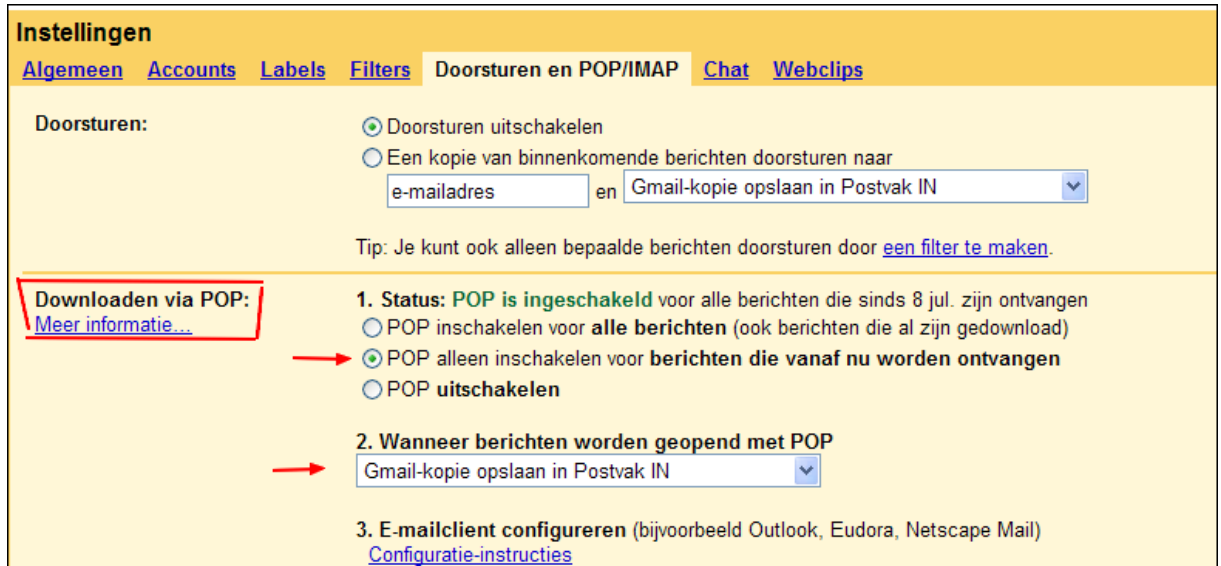 Instellingen
Algemeen Accounts Labels Filters Doorsturen en POP/IMAP Chat Webclips
Doorsturen:
Doorsturen uitschakelen
Een kopie van binnenkomende berichten doorsturen naar
e-mailadres en Gmail-kopie opslaan in Postvak IN
Tip: Je kunt ook alleen bepaalde berichten doorsturen door een filter te maken.
Downloaden via POP:
Meer informatie...
1. Status: POP is ingeschakeld voor alle berichten die sinds 8 jul. zijn ontvangen
POP inschakelen voor alle berichten (ook berichten die al zijn gedownload)
POP alleen inschakelen voor berichten die vanaf nu worden ontvangen
POP uitschakelen
2. Wanneer berichten worden geopend met POP
Gmail-kopie opslaan in Postvak IN
3. E-mailclient configureren (bijvoorbeeld Outlook, Eudora, Netscape Mail)
Configuratie-instructies